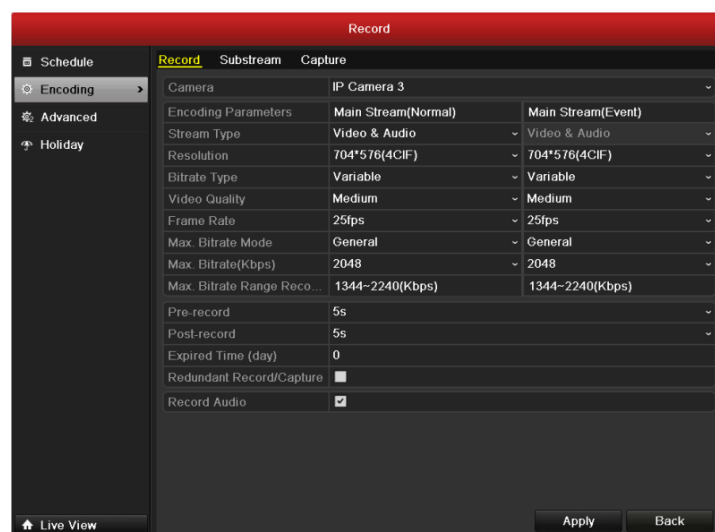 Record
Schedule
Encoding
Advanced
Holiday
Live View
Record Substream Capture
Camera IP Camera 3
Encoding Parameters Main Stream(Normal) Main Stream(Event)
Stream Type Video & Audio Video & Audio
Resolution 704*576(4CIF) 704*576(4CIF)
Bitrate Type Variable Variable
Video Quality Medium Medium
Frame Rate 25fps 25fps
Max. Bitrate Mode General General
Max. Bitrate(Kbps) 2048 2048
Max. Bitrate Range Reco... 1344~2240(Kbps) 1344~2240(Kbps)
Pre-record 5s
Post-record 5s
Expired Time (day) 0
Redundant Record/Capture
Record Audio
Apply Back